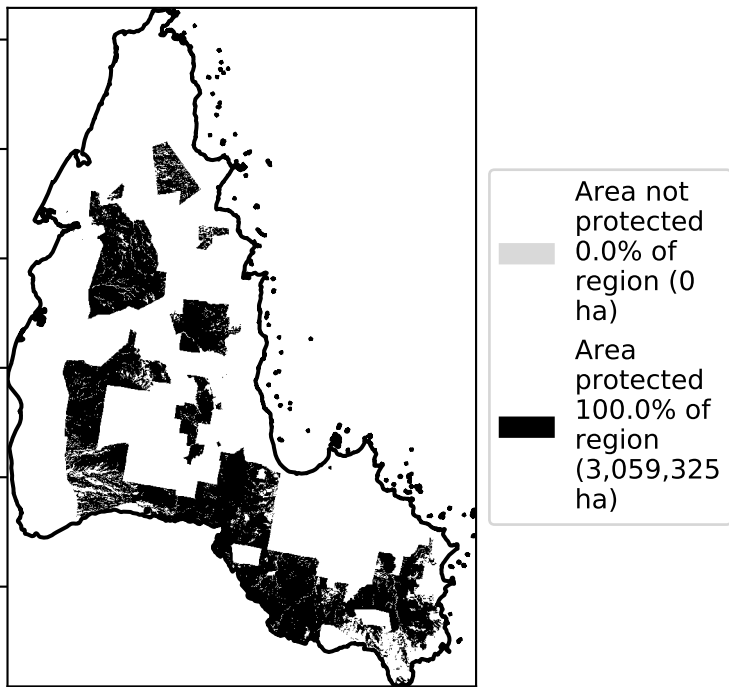 Area not
protected
0.0% of
region (0
ha)
Area
protected
100.0% of
region
(3,059,325
ha)